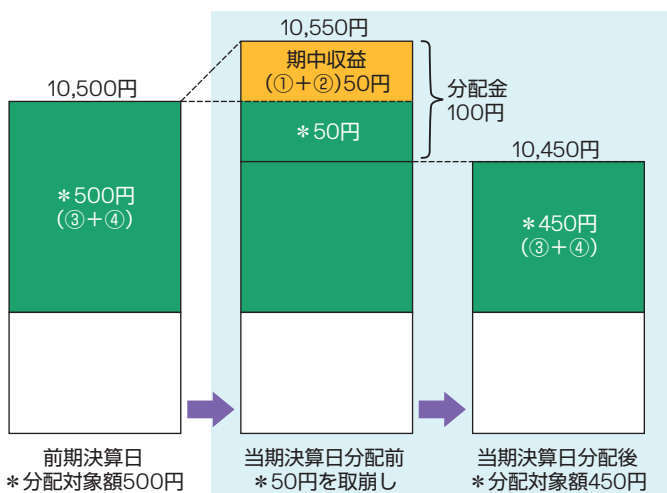 10,500円
＊500円
(③＋④)
前期決算日
＊分配対象額500円
10,550円
期中収益
(①＋②)50円
＊50円
分配金
100円
当期決算日分配前
＊50円を取崩し
10,450円
＊450円
(③＋④)
当期決算日分配後
＊分配対象額450円